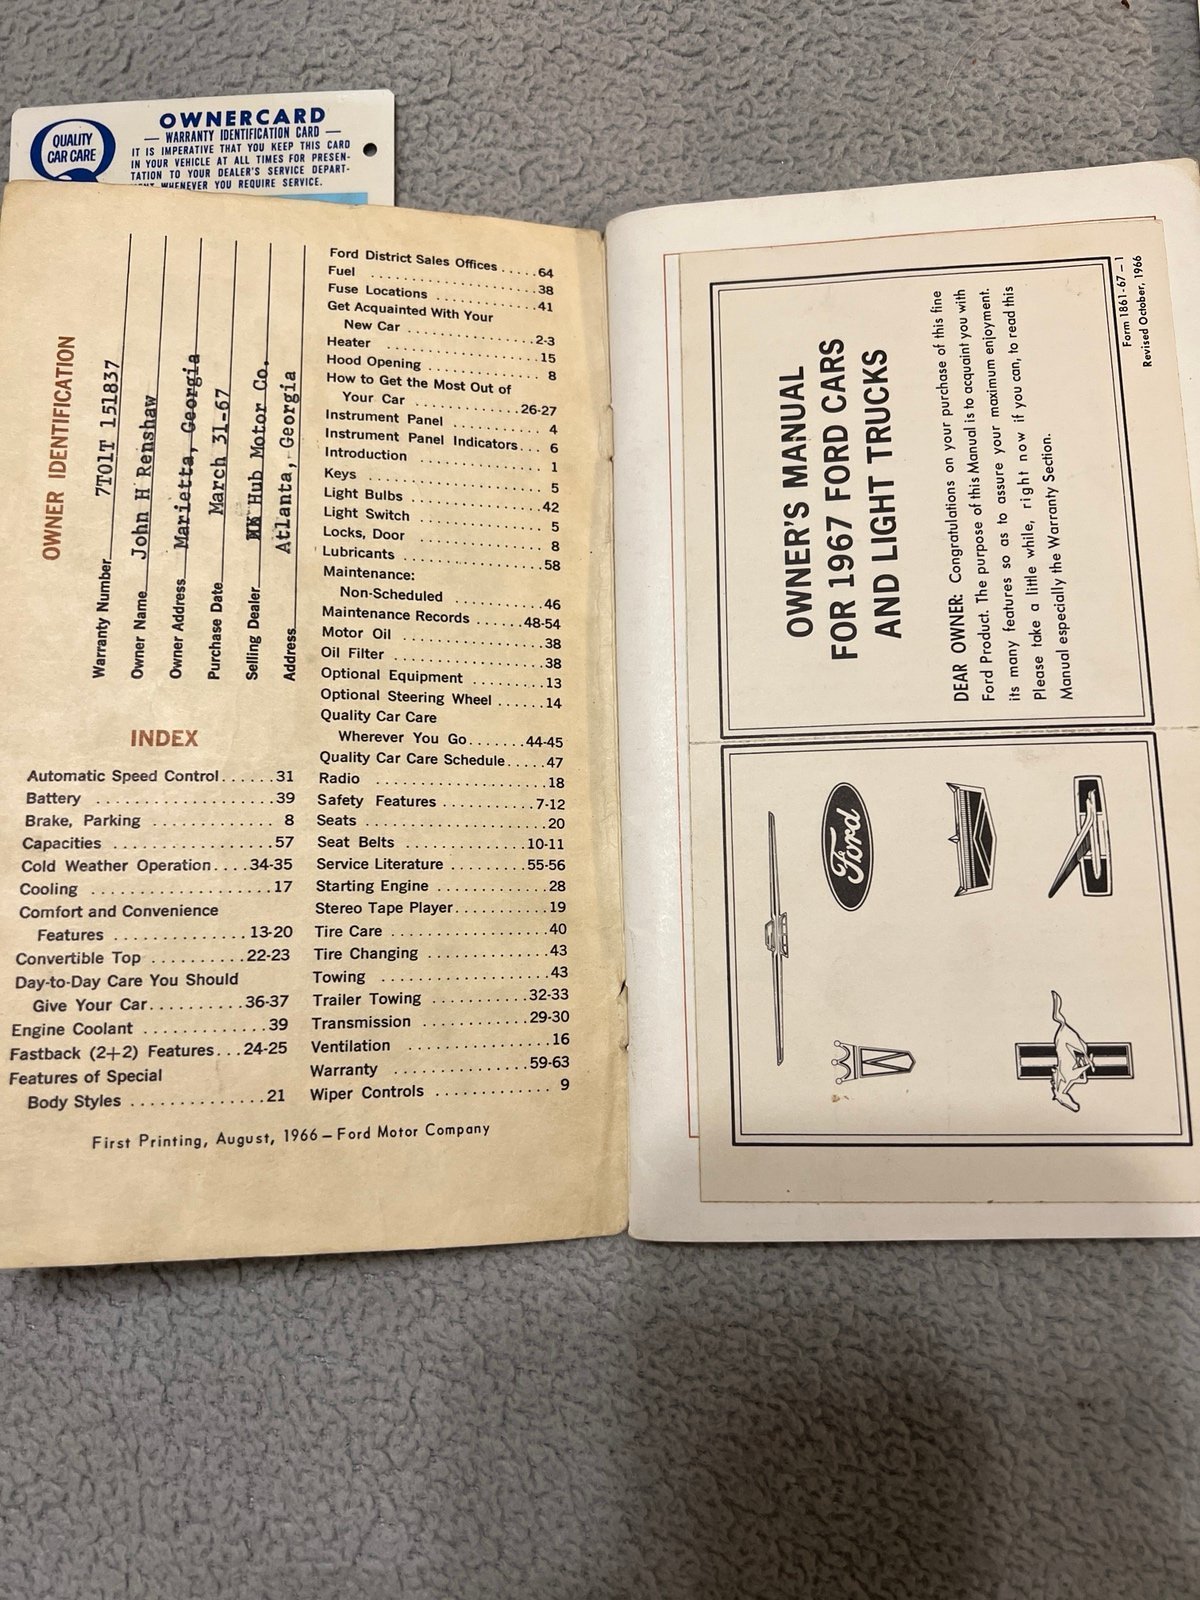 OWNERCARD
— WARRANTY IDENTIFICATION CARD —
IT IS IMPERATIVE THAT YOU KEEP THIS CARD
IN YOUR VEHICLE AT ALL TIMES FOR PRESEN-
TATION TO YOUR DEALER'S SERVICE DEPART-
WHENEVER YOU REQUIRE SERVICE.
QUALITY
CAR CARE
OWNER IDENTIFICATION
Warranty Number 7T01T 151837
Owner Name John H Renshaw
Owner Address Marietta, Georgia
Purchase Date March 31-67
Selling Dealer Hub Motor Co.
Address Atlanta, Georgia
INDEX
Automatic Speed Control......31
Battery ......39
Brake, Parking ......8
Capacities ......57
Cold Weather Operation....34-35
Cooling ......17
Comfort and Convenience
Features ......13-20
Convertible Top ......22-23
Day-to-Day Care You Should
Give Your Car......36-37
Engine Coolant ......39
Fastback (2+2) Features...24-25
Features of Special
Body Styles ......21
Ford District Sales Offices.....64
Fuel ......38
Fuse Locations ......41
Get Acquainted With Your
New Car ......2-3
Heater ......15
Hood Opening ......8
How to Get the Most Out of
Your Car ......26-27
Instrument Panel ......4
Instrument Panel Indicators...6
Introduction ......1
Keys ......5
Light Bulbs ......42
Light Switch ......5
Locks, Door ......8
Lubricants ......58
Maintenance:
Non-Scheduled ......46
Maintenance Records ......48-54
Motor Oil ......38
Oil Filter ......38
Optional Equipment ......13
Optional Steering Wheel ......14
Quality Car Care
Wherever You Go.......44-45
Quality Car Care Schedule.....47
Radio ......18
Safety Features ......7-12
Seats ......20
Seat Belts ......10-11
Service Literature ......55-56
Starting Engine ......28
Stereo Tape Player......19
Tire Care ......40
Tire Changing ......43
Towing ......43
Trailer Towing ......32-33
Transmission ......29-30
Ventilation ......16
Warranty ......59-63
Wiper Controls ......9
First Printing, August, 1966 — Ford Motor Company
OWNER'S MANUAL
FOR 1967 FORD CARS
AND LIGHT TRUCKS
DEAR OWNER: Congratulations on your purchase of this fine
Ford Product. The purpose of this Manual is to acquaint you with
its many features so as to assure your maximum enjoyment.
Please take a little while, right now if you can, to read this
Manual especially the Warranty Section.
Form 1861-67-1
Revised October, 1966
Ford